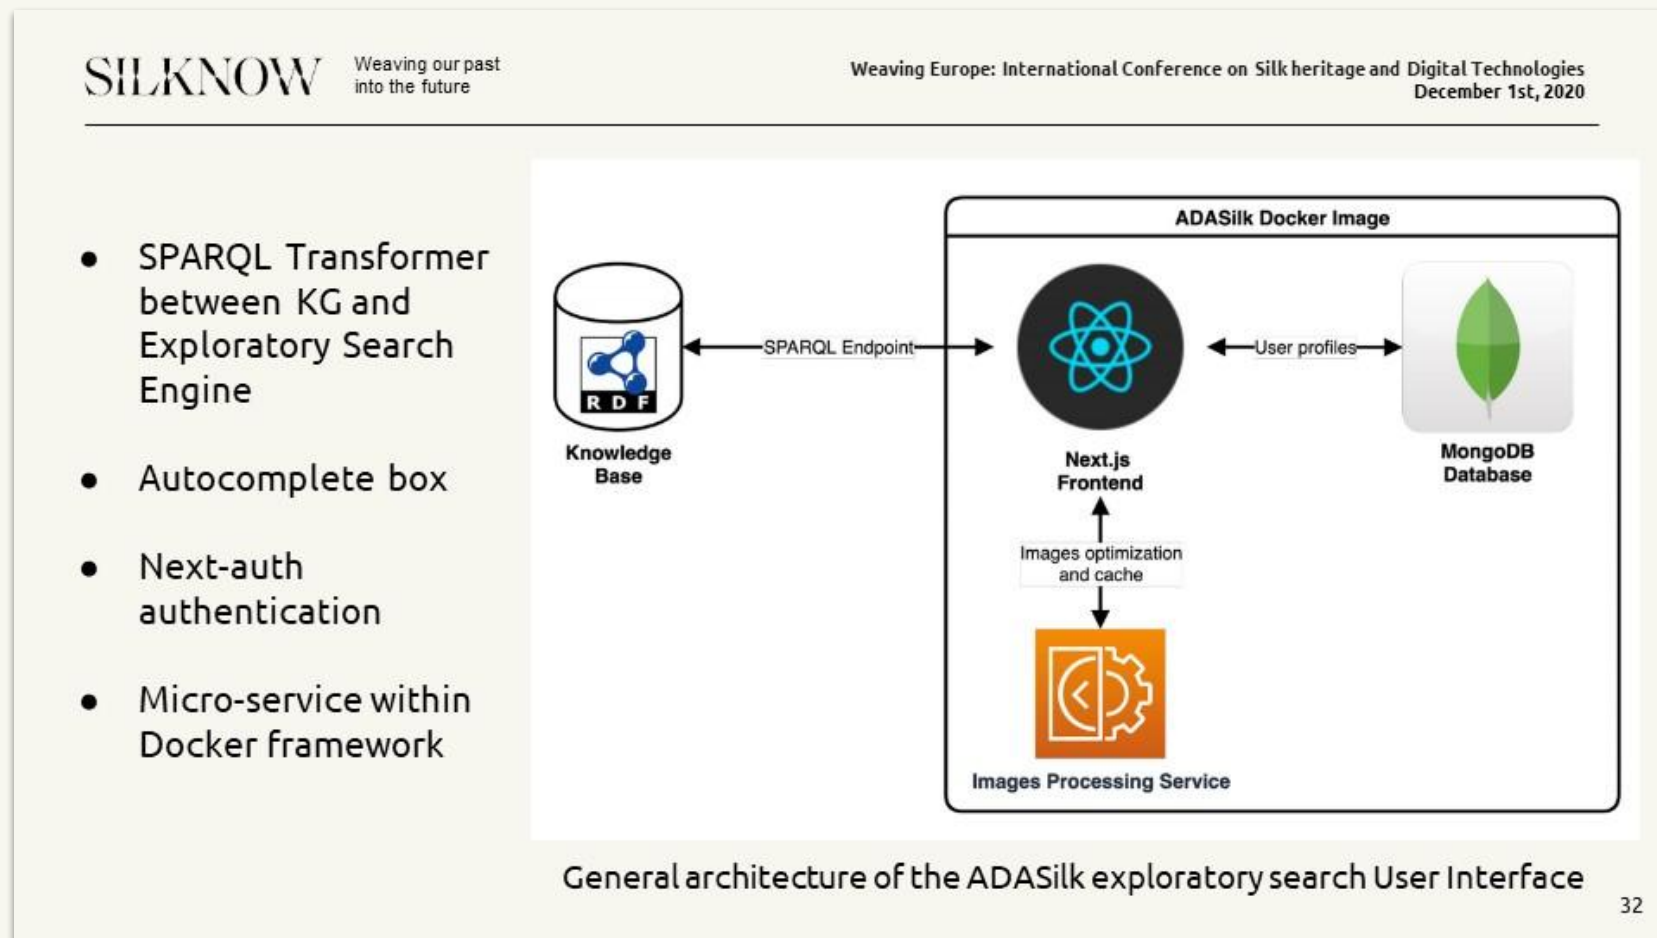 SILKNOW
Weaving our past
into the future
Weaving Europe: International Conference on Silk heritage and Digital Technologies
December 1st, 2020
● SPARQL Transformer
between KG and
Exploratory Search
Engine
● Autocomplete box
● Next-auth
authentication
● Micro-service within
Docker framework
ADASilk Docker Image
RDF
Knowledge
Base
SPARQL Endpoint
Next.js
Frontend
User profiles
MongoDB
Database
Images optimization
and cache
Images Processing Service
General architecture of the ADASilk exploratory search User Interface
32